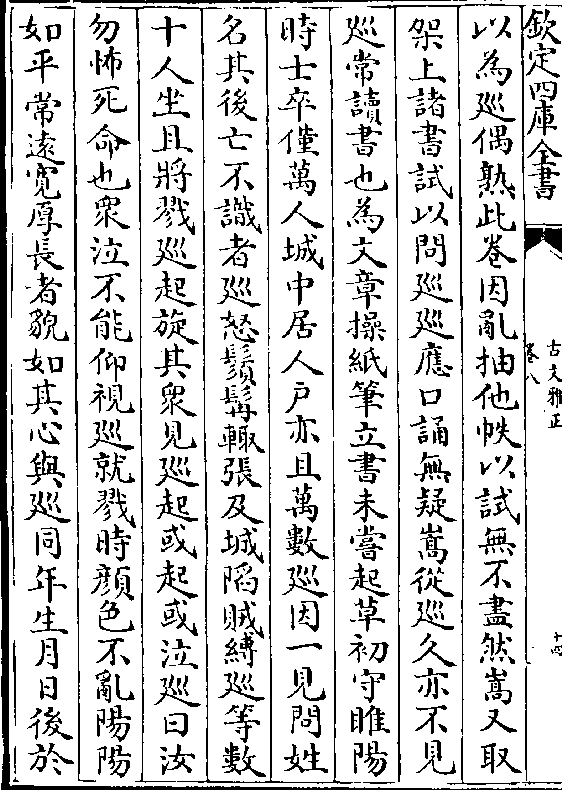 欽定四庫全書
古文雅正
卷八
十四
以為廵偶熟此卷因亂抽他帙以試無不盡然嵩又取
架上諸書試以問廵廵應口誦無疑嵩從廵久亦不見
廵常讀書也為文章操紙筆立書未嘗起草初守睢陽
時士卒僅萬人城中居人户亦且萬數廵因一見問姓
名其後亡不識者廵怒鬚髯輙張及城䧟賊縛廵等數
十人坐且將戮廵起旋其衆見廵起或起或泣廵曰汝
勿怖死命也衆泣不能仰視廵就戮時顔色不亂陽陽
如平常逺寛厚長者貌如其心與廵同年生月日後於